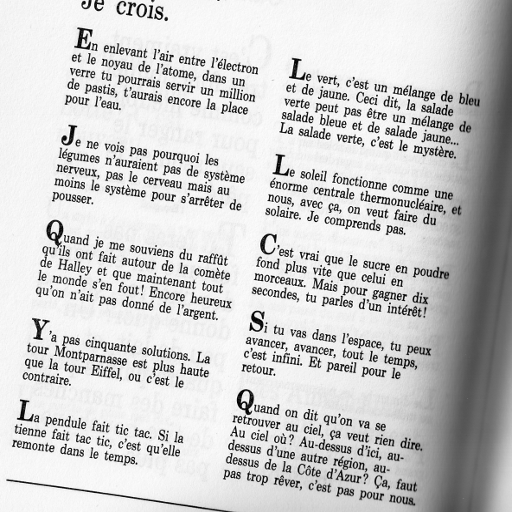 Je crois.
En enlevant l'air entre l'électron
et le noyau de l'atome, dans un
verre tu pourrais servir un million
de pastis, t'aurais encore la place
pour l'eau.
Je ne vois pas pourquoi les
légumes n'auraient pas de système
nerveux, pas le cerveau mais au
moins le système pour s'arrêter de
pousser.
Quand je me souviens du raffût
qu'ils ont fait autour de la comète
de Halley et que maintenant tout
le monde s'en fout! Encore heureux
qu'on n'ait pas donné de l'argent.
Y'a pas cinquante solutions. La
tour Montparnasse est plus haute
que la tour Eiffel, ou c'est le
contraire.
La pendule fait tic tac. Si la
tienne fait tac tic, c'est qu'elle
remonte dans le temps.
Le vert, c'est un mélange de bleu
et de jaune. Ceci dit, la salade
verte peut pas être un mélange de
salade bleue et de salade jaune...
La salade verte, c'est le mystère.
Le soleil fonctionne comme une
énorme centrale thermonucléaire, et
nous, avec ça, on veut faire du
solaire. Je comprends pas.
C'est vrai que le sucre en poudre
fond plus vite que celui en
morceaux. Mais pour gagner dix
secondes, tu parles d'un intérêt!
Si tu vas dans l'espace, tu peux
avancer, avancer, tout le temps,
c'est infini. Et pareil pour le
retour.
Quand on dit qu'on va se
retrouver au ciel, ça veut rien dire.
Au ciel où? Au-dessus d'ici, au-
dessus d'une autre région, au-
dessus de la Côte d'Azur? Ça, faut
pas trop rêver, c'est pas pour nous.